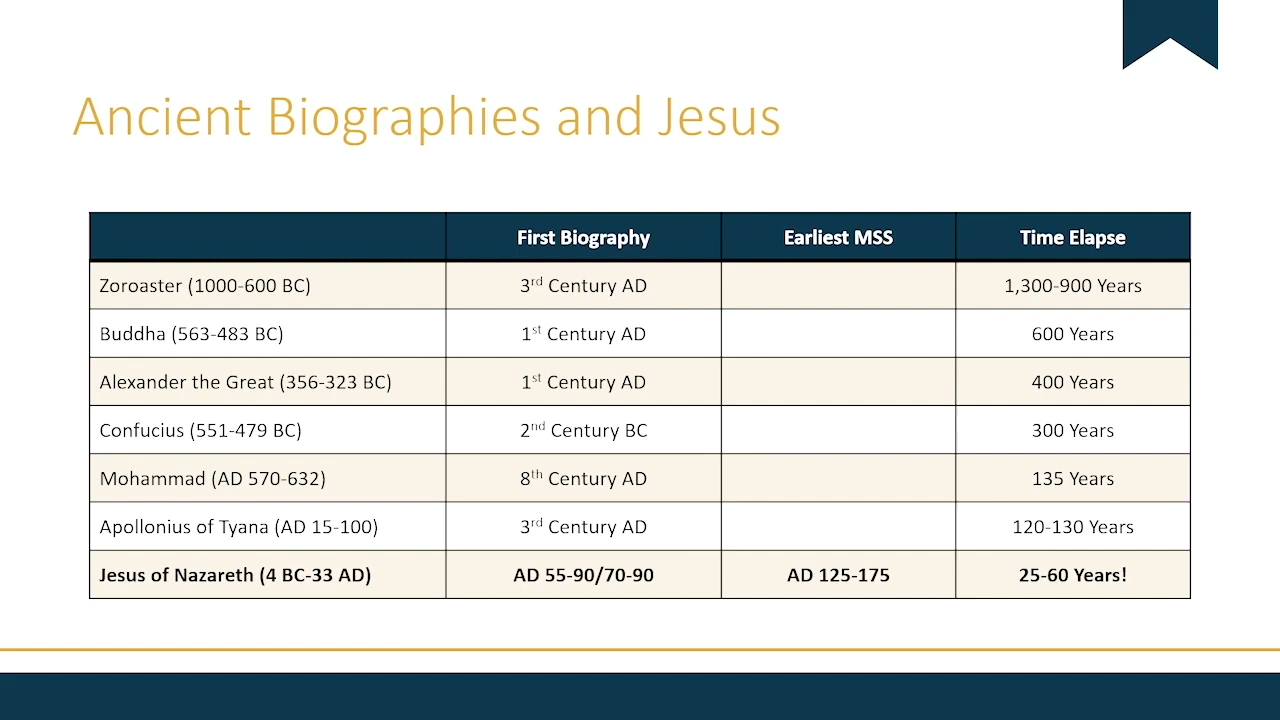 Ancient Biographies and Jesus
First Biography Earliest MSS Time Elapse
Zoroaster (1000-600 BC) 3rd Century AD 1,300-900 Years
Buddha (563-483 BC) 1st Century AD 600 Years
Alexander the Great (356-323 BC) 1st Century AD 400 Years
Confucius (551-479 BC) 2nd Century BC 300 Years
Mohammad (AD 570-632) 8th Century AD 135 Years
Apollonius of Tyana (AD 15-100) 3rd Century AD 120-130 Years
Jesus of Nazareth (4 BC-33 AD) AD 55-90/70-90 AD 125-175 25-60 Years!